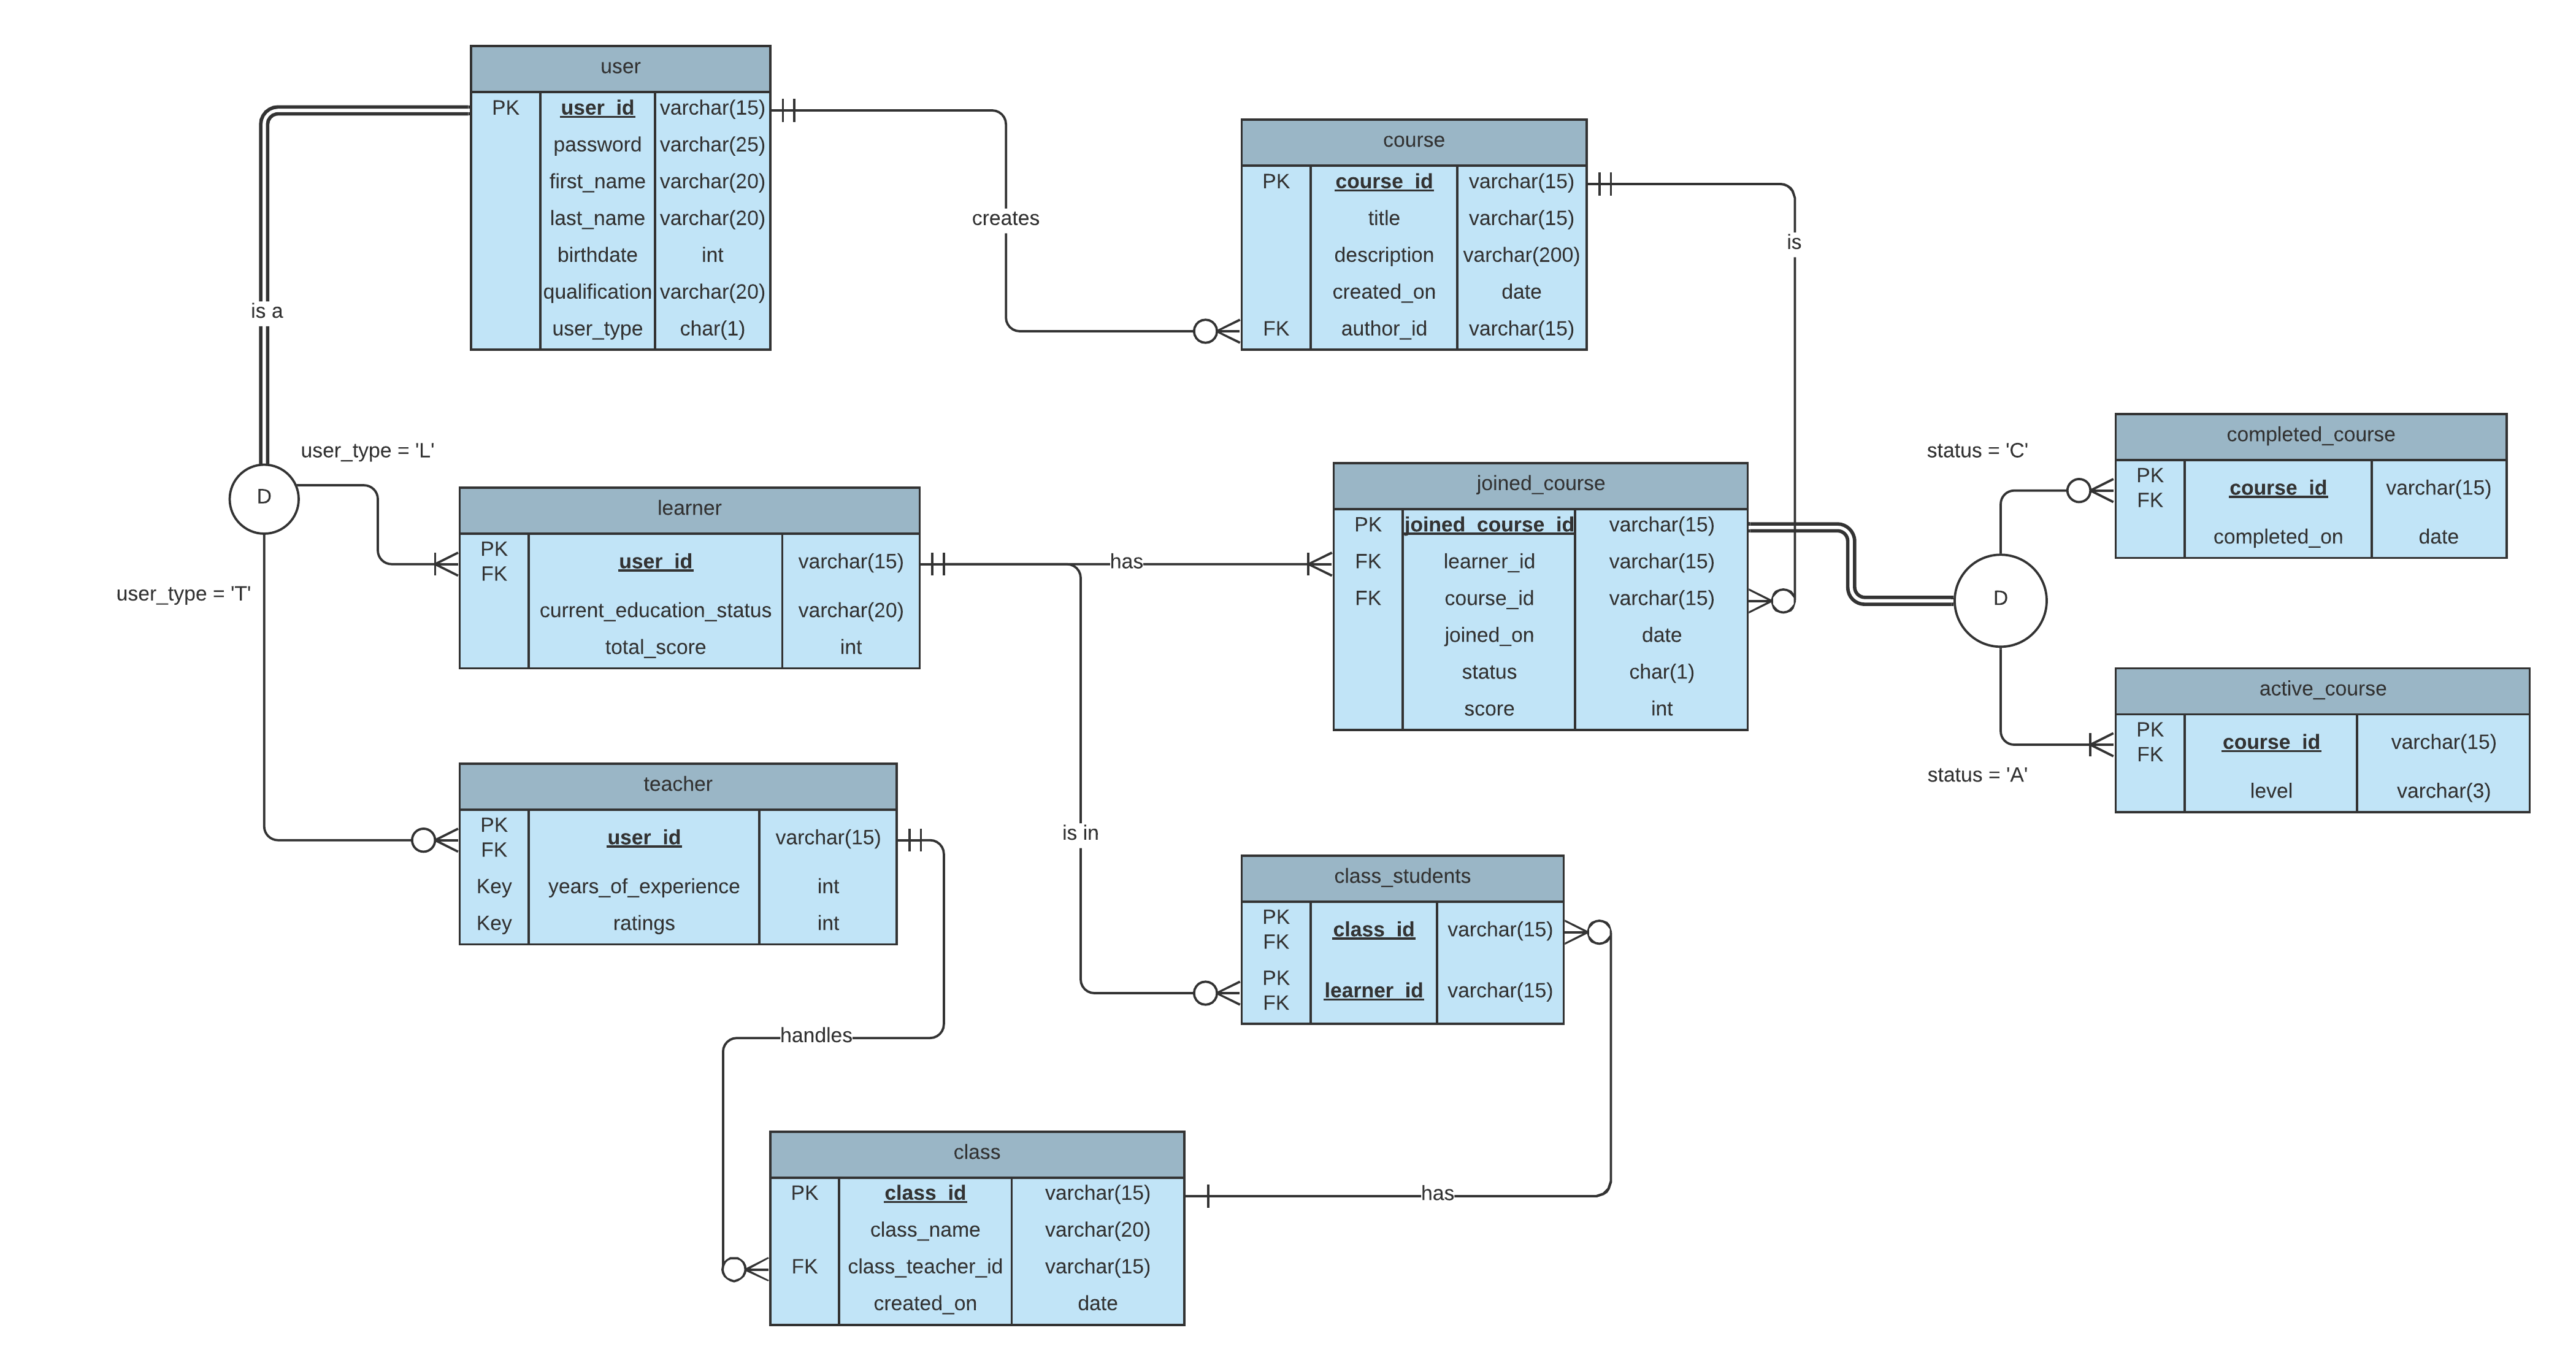 user
PK user_id varchar(15)
password varchar(25)
first_name varchar(20)
last_name varchar(20)
birthdate int
qualification varchar(20)
user_type char(1)
creates
course
PK course_id varchar(15)
title varchar(15)
description varchar(200)
created_on date
FK author_id varchar(15)
is
is a
user_type = 'L'
D
user_type = 'T'
learner
PK
FK user_id varchar(15)
current_education_status varchar(20)
total_score int
has
joined_course
PK joined_course_id varchar(15)
FK learner_id varchar(15)
FK course_id varchar(15)
joined_on date
status char(1)
score int
status = 'C'
D
status = 'A'
completed_course
PK
FK course_id varchar(15)
completed_on date
active_course
PK
FK course_id varchar(15)
level varchar(3)
teacher
PK
FK user_id varchar(15)
Key years_of_experience int
Key ratings int
is in
class_students
PK
FK class_id varchar(15)
PK
FK learner_id varchar(15)
handles
class
PK class_id varchar(15)
class_name varchar(20)
FK class_teacher_id varchar(15)
created_on date
has